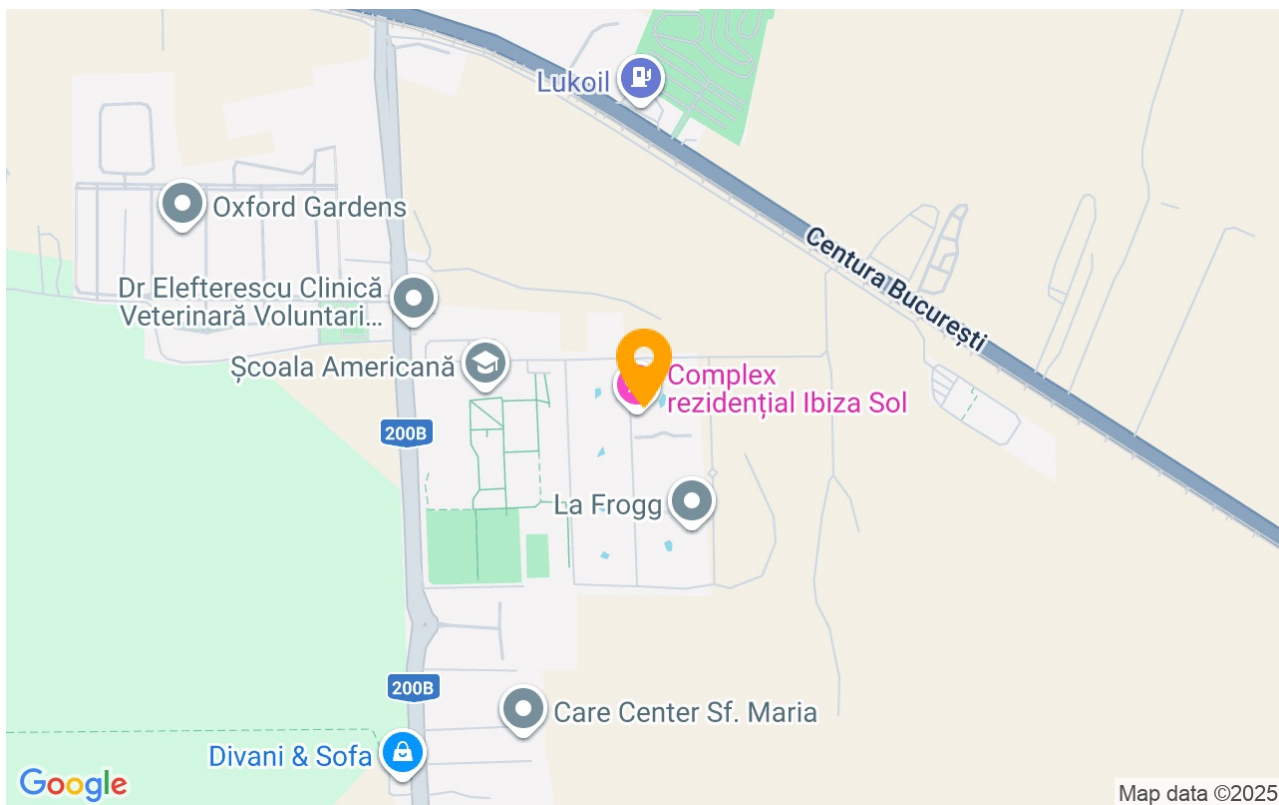 Lukoil
Oxford Gardens
Centura București
Dr Elefterescu Clinică
Veterinară Voluntari...
Școala Americană
Complex
rezidențial Ibiza Sol
200B
La Frogg
200B
Care Center Sf. Maria
Divani & Sofa
Google
Map data ©2025